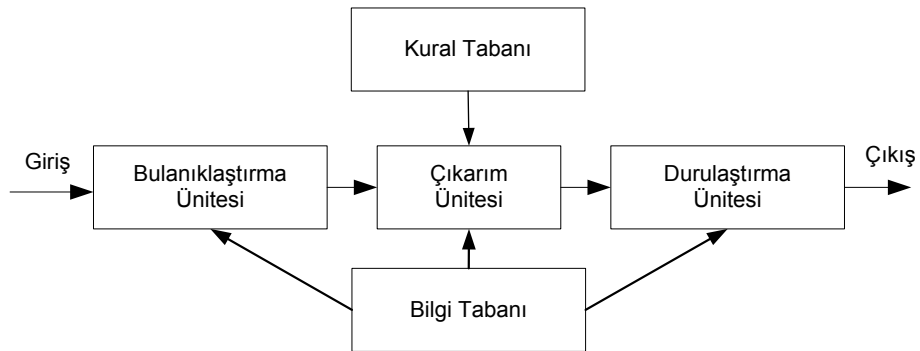 Kural Tabanı
Giriş
Bulanıklaştırma
Ünitesi
Çıkarım
Ünitesi
Durulaştırma
Ünitesi
Çıkış
Bilgi Tabanı